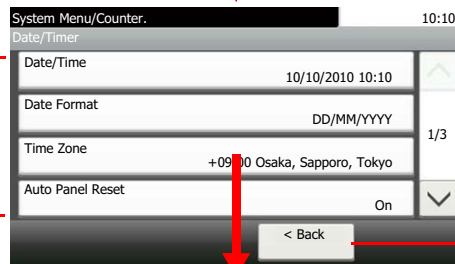 System Menu/Counter.
10:10
Date/Timer
Date/Time
10/10/2010 10:10
Date Format
DD/MM/YYYY
1/3
Time Zone
+09:00 Osaka, Sapporo, Tokyo
Auto Panel Reset
On
< Back